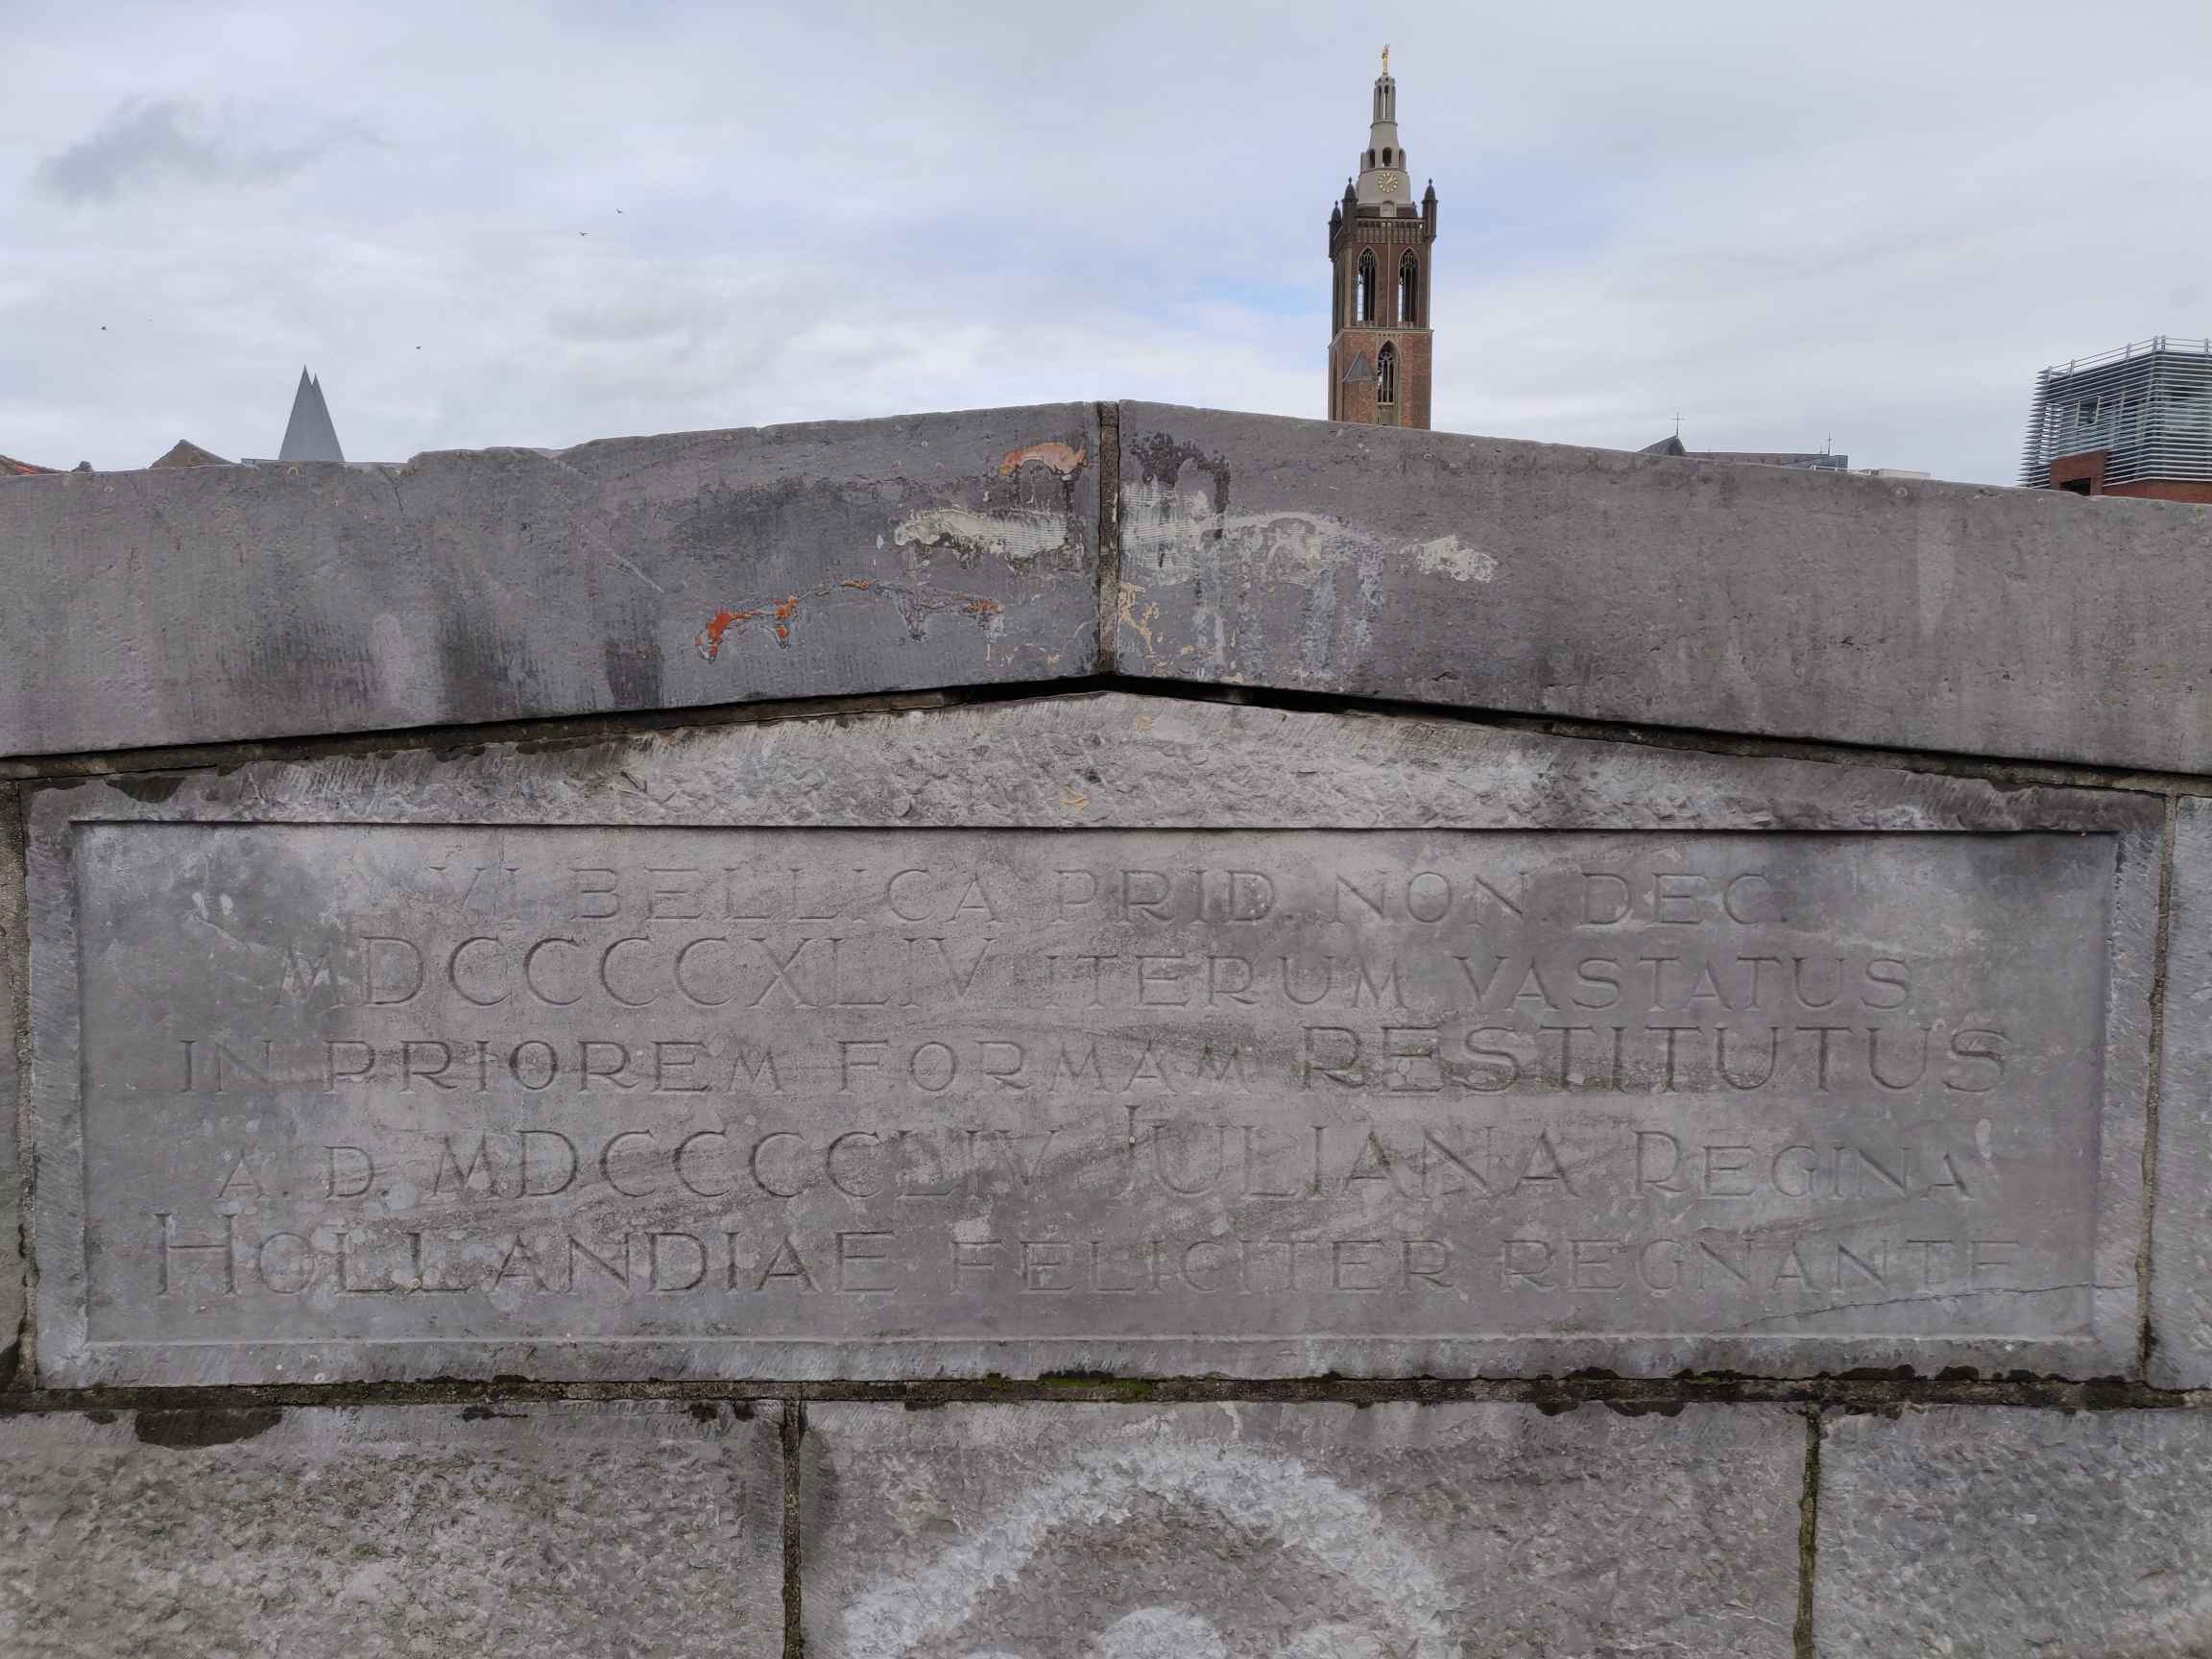 VI BELLICA PRID. NON. DEC.
MDCCCCXLIV ITERUM VASTATUS
IN PRIOREM FORMAM RESTITUTUS
A. D. MDCCCCLIV JULIANA REGINA
HOLLANDIAE FELICITER REGNANTE